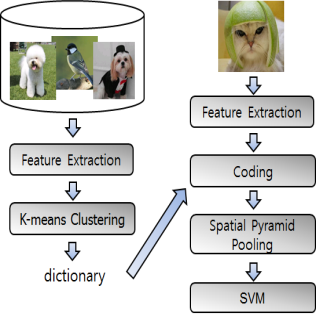 Feature Extraction
K-means Clustering
dictionary
Feature Extraction
Coding
Spatial Pyramid
Pooling
SVM